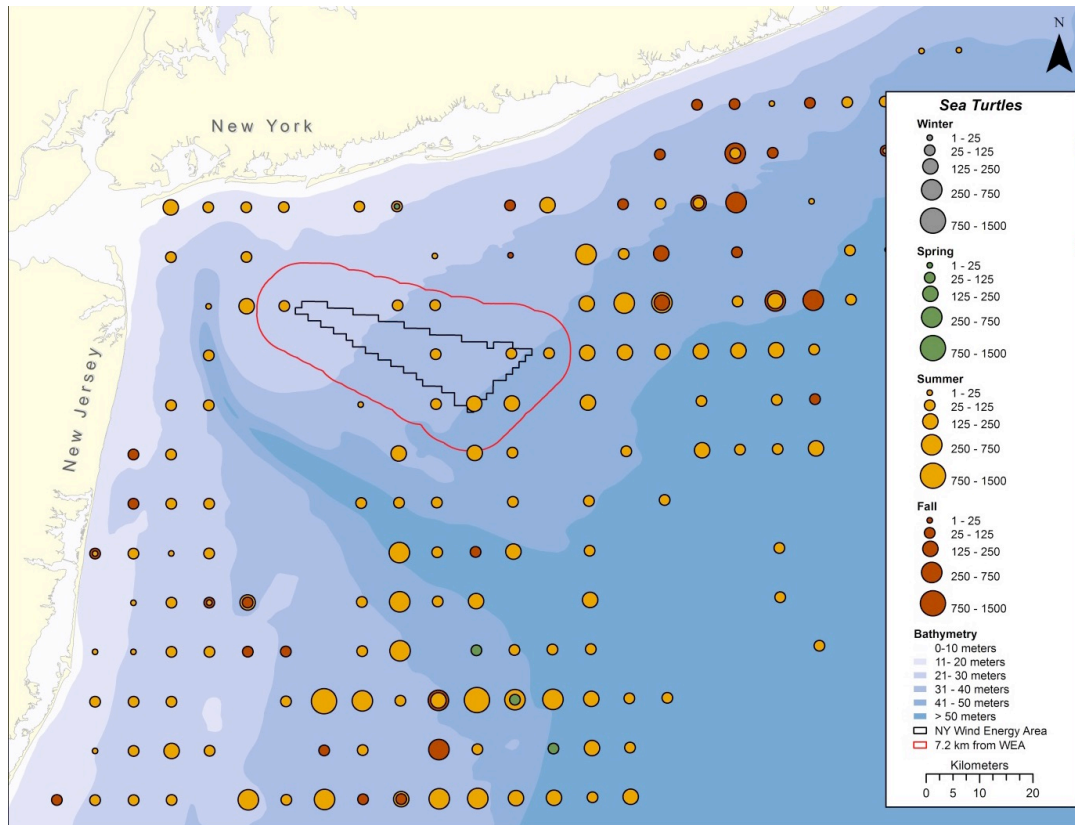 N
New York
New Jersey
Sea Turtles
Winter
1 - 25
25 - 125
125 - 250
250 - 750
750 - 1500
Spring
1 - 25
25 - 125
125 - 250
250 - 750
750 - 1500
Summer
1 - 25
25 - 125
125 - 250
250 - 750
750 - 1500
Fall
1 - 25
25 - 125
125 - 250
250 - 750
750 - 1500
Bathymetry
0-10 meters
11- 20 meters
21- 30 meters
31 - 40 meters
41 - 50 meters
> 50 meters
NY Wind Energy Area
7.2 km from WEA
Kilometers
0 5 10 20